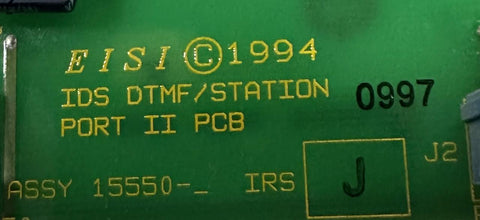 EISI©1994
IDS DTMF/STATION 0997
PORT II PCB
J2
ASSY 15550-_ IRS J